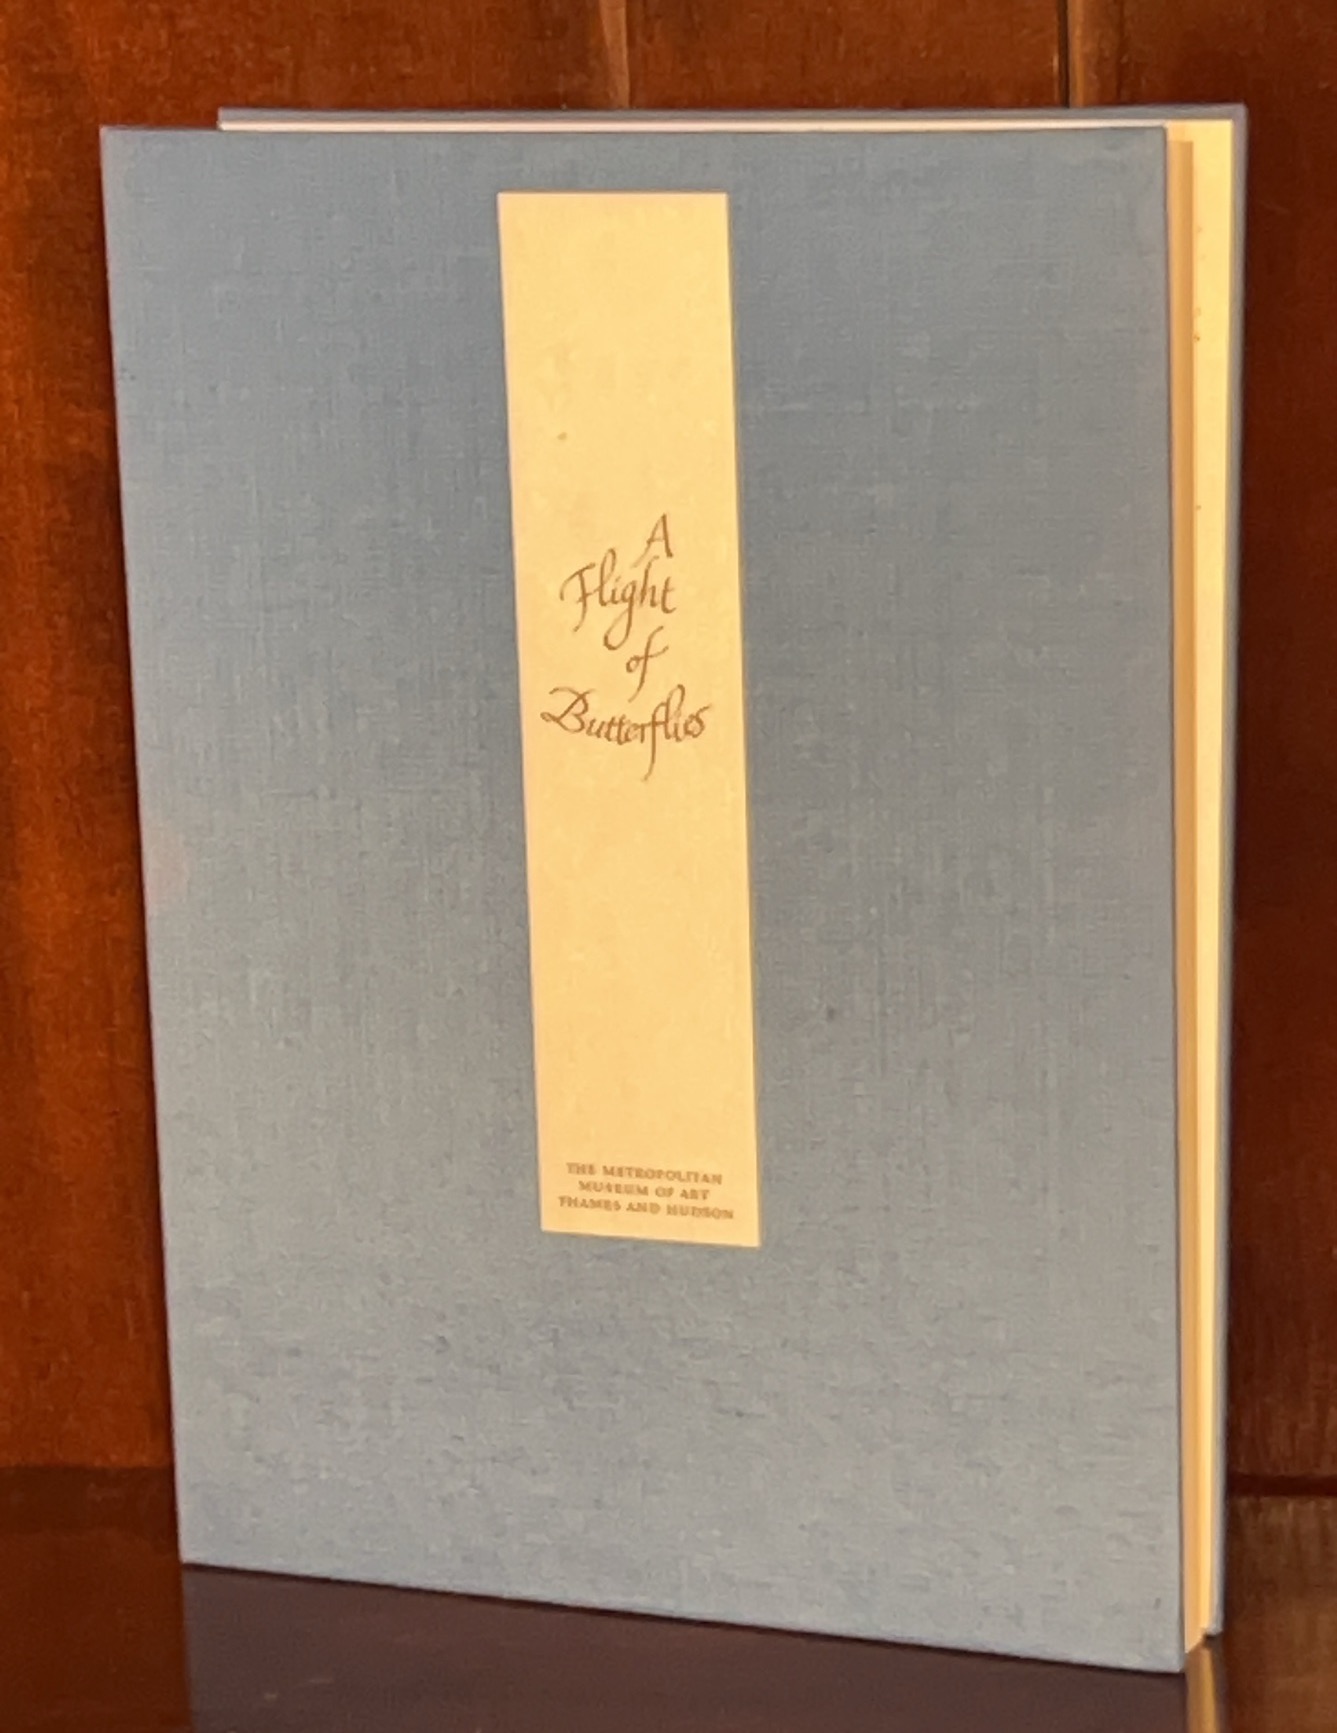 A
Flight
of
Butterflies
THE METROPOLITAN
MUSEUM OF ART
THAMES AND HUDSON